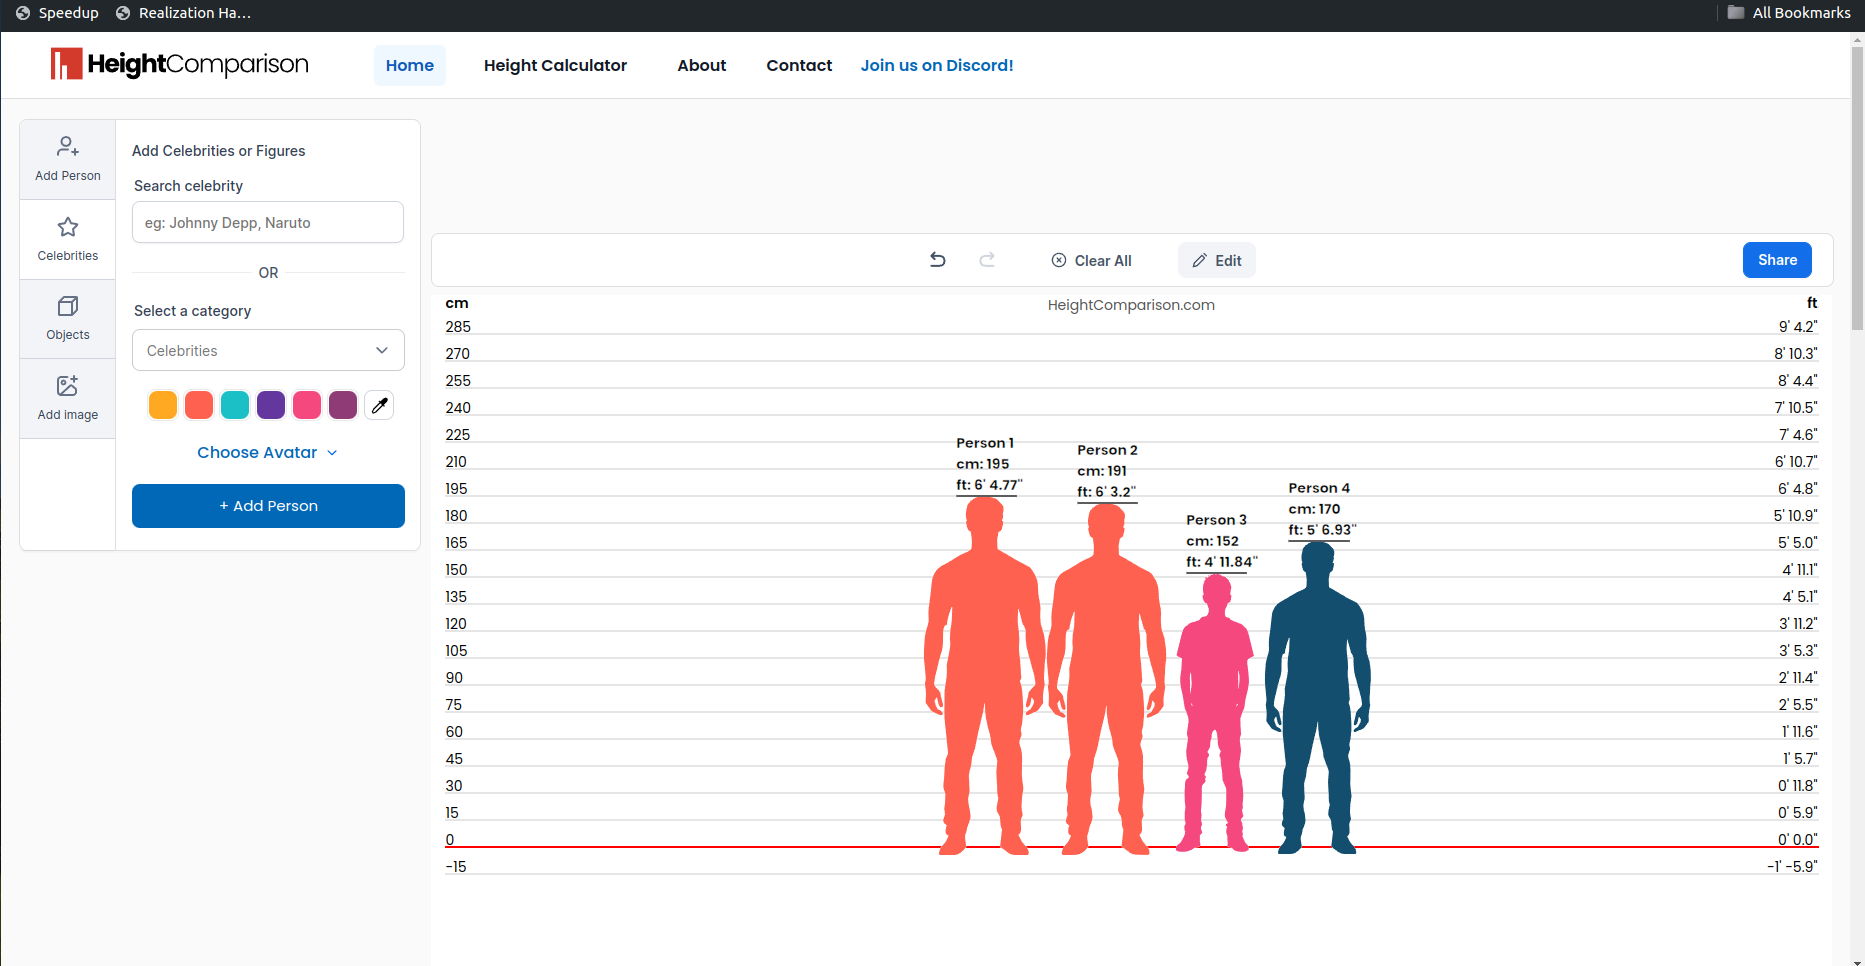 Speedup
Realization Ha...
All Bookmarks
HeightComparison
Home
Height Calculator
About
Contact
Join us on Discord!
Add Person
Celebrities
Objects
Add image
Add Celebrities or Figures
Search celebrity
eg: Johnny Depp, Naruto
OR
Select a category
Celebrities
Choose Avatar
+ Add Person
Clear All
Edit
Share
HeightComparison.com
cm
ft
285
9' 4.2"
270
8' 10.3"
255
8' 4.4"
240
7' 10.5"
225
7' 4.6"
210
6' 10.7"
195
6' 4.8"
180
5' 10.9"
165
5' 5.0"
150
4' 11.1"
135
4' 5.1"
120
3' 11.2"
105
3' 5.3"
90
2' 11.4"
75
2' 5.5"
60
1' 11.6"
45
1' 5.7"
30
0' 11.8"
15
0' 5.9"
0
0' 0.0"
-15
-1' -5.9"
Person 1
cm: 195
ft: 6' 4.77"
Person 2
cm: 191
ft: 6' 3.2"
Person 3
cm: 152
ft: 4' 11.84"
Person 4
cm: 170
ft: 5' 6.93"